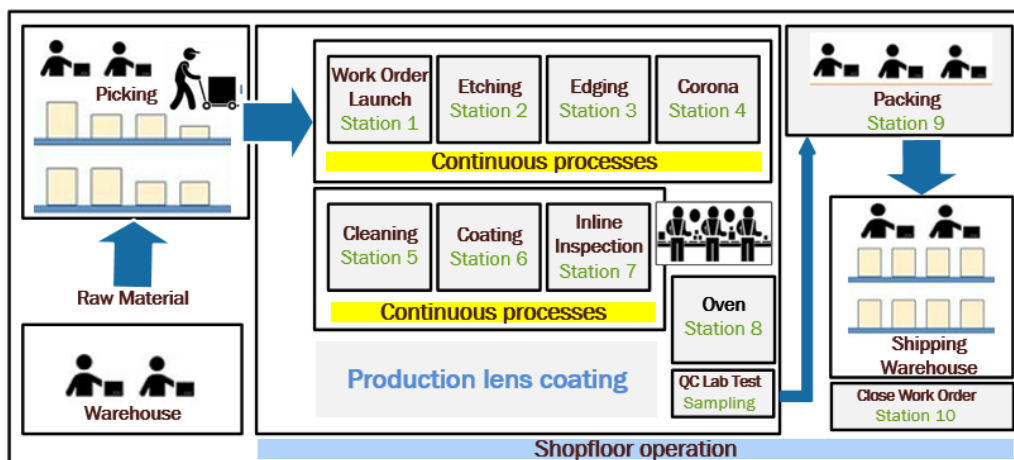 Picking
Raw Material
Warehouse
Work Order
Launch
Station 1
Etching
Station 2
Edging
Station 3
Corona
Station 4
Continuous processes
Cleaning
Station 5
Coating
Station 6
Inline
Inspection
Station 7
Continuous processes
Oven
Station 8
Production lens coating
QC Lab Test
Sampling
Packing
Station 9
Shipping
Warehouse
Close Work Order
Station 10
Shopfloor operation